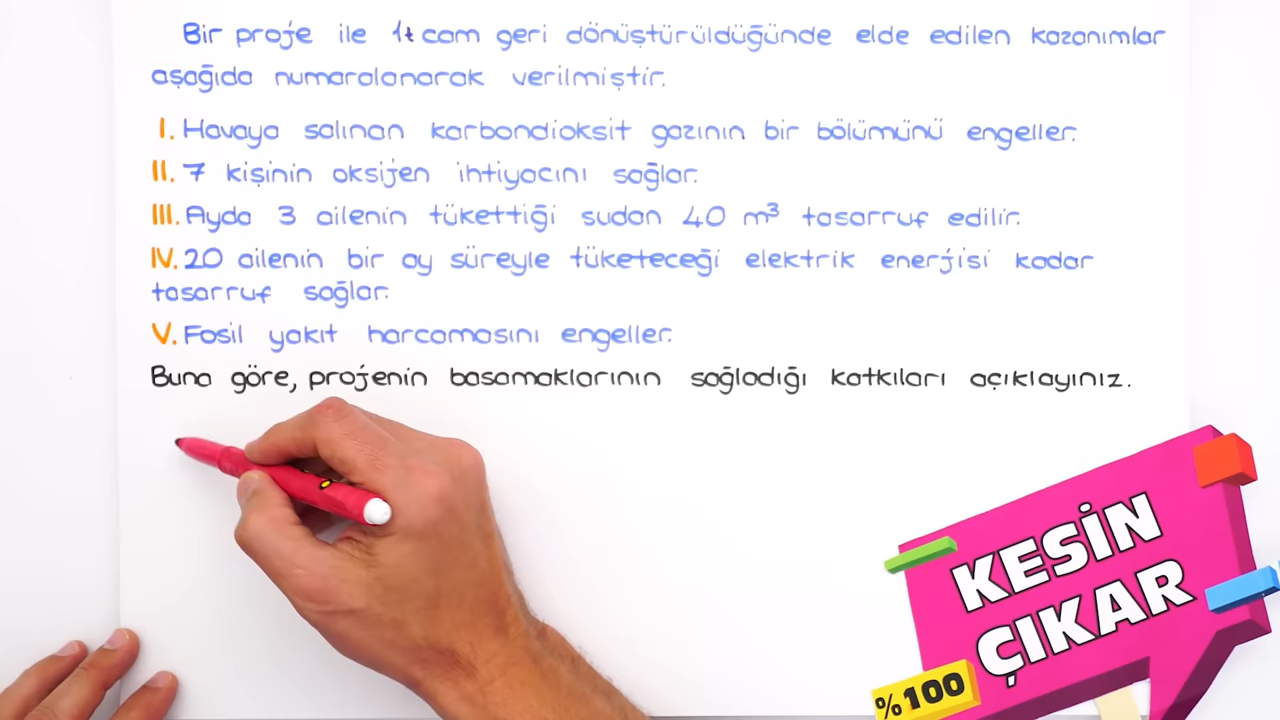 Bir proje ile 1t cam geri dönüştürüldüğünde elde edilen kazanımlar
aşağıda numaralanarak verilmiştir.
I. Havaya salınan karbondioksit gazının bir bölümünü engeller.
II. 7 kişinin oksijen ihtiyacını sağlar.
III. Ayda 3 ailenin tükettiği sudan 40 m³ tasarruf edilir.
IV. 20 ailenin bir ay süreyle tüketeceği elektrik enerjisi kadar
tasarruf sağlar.
V. Fosil yakıt harcamasını engeller.
Buna göre, projenin basamaklarının sağladığı katkıları açıklayınız.
KESİN
ÇIKAR
%100